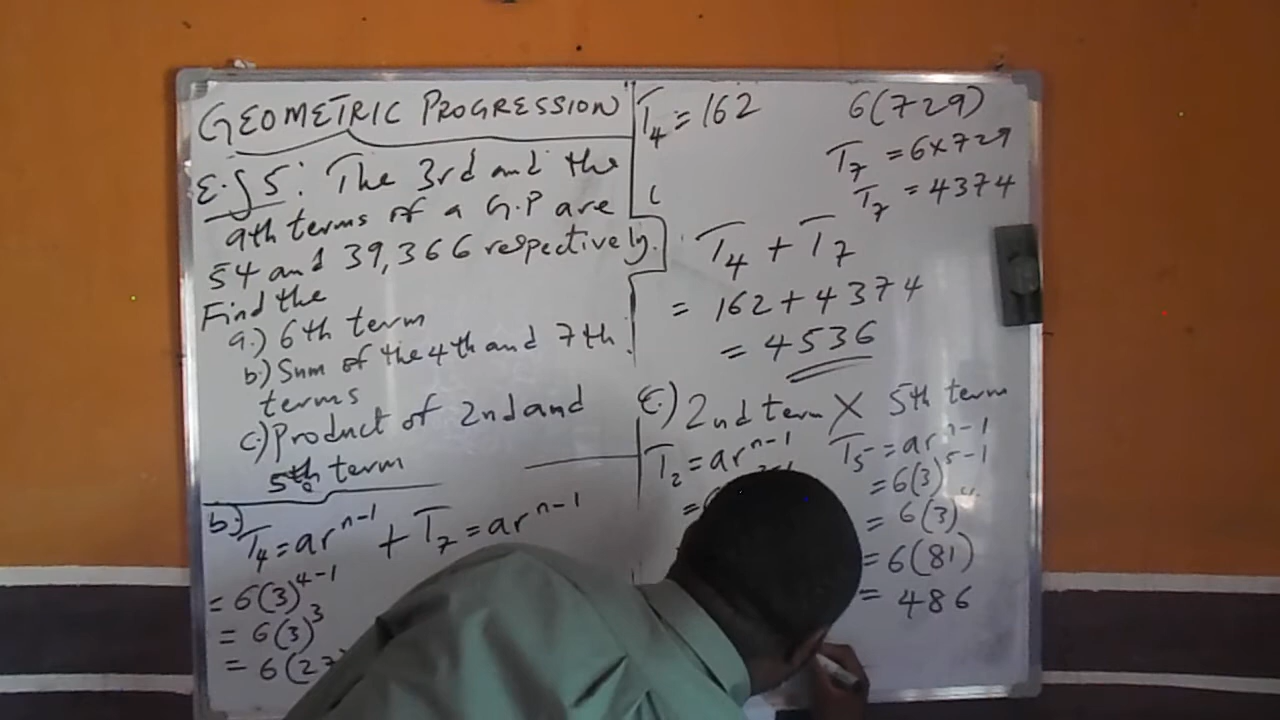 GEOMETRIC PROGRESSION
E.g 5: The 3rd and the
9th terms of a G.P are
54 and 39,366 respectively.
Find the
a.) 6th term
b.) Sum of the 4th and 7th
terms
c.) Product of 2nd and
5th term
b.)
T4 = ar^n-1 + T7 = ar^n-1
= 6(3)^4-1
= 6(3)^3
= 6(27
T4 = 162
6(729)
T7 = 6x729
T7 = 4374
T4 + T7
= 162 + 4374
= 4536
C.) 2nd term X 5th term
T2 = ar^n-1
T5 = ar^n-1
= 6(3)^5-1
= 6(3)^4
= 6(81)
= 486